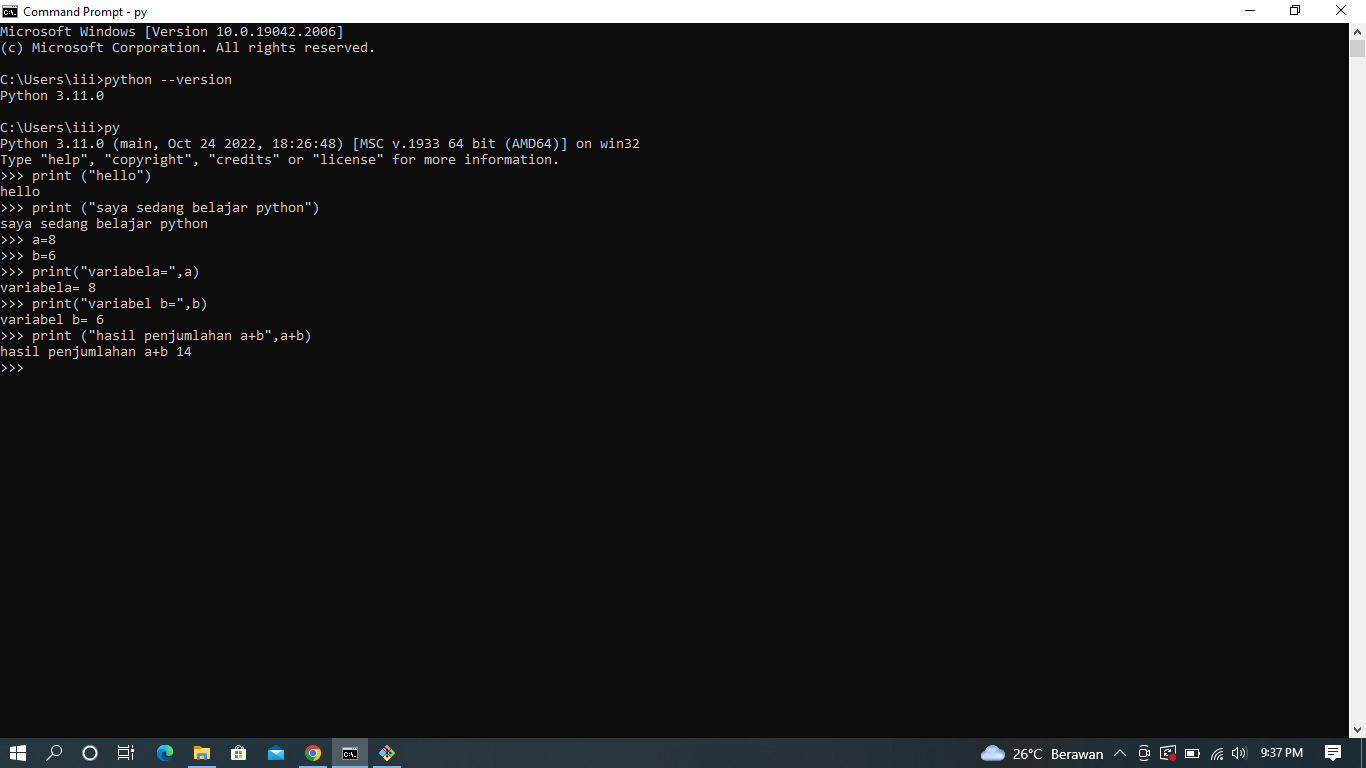 Command Prompt - py
Microsoft Windows [Version 10.0.19042.2006]
(c) Microsoft Corporation. All rights reserved.
C:\Users\iii>python --version
Python 3.11.0
C:\Users\iii>py
Python 3.11.0 (main, Oct 24 2022, 18:26:48) [MSC v.1933 64 bit (AMD64)] on win32
Type "help", "copyright", "credits" or "license" for more information.
>>> print ("hello")
hello
>>> print ("saya sedang belajar python")
saya sedang belajar python
>>> a=8
>>> b=6
>>> print("variabela=",a)
variabela= 8
>>> print("variabel b=",b)
variabel b= 6
>>> print ("hasil penjumlahan a+b",a+b)
hasil penjumlahan a+b 14
>>>
26°C Berawan 9:37 PM